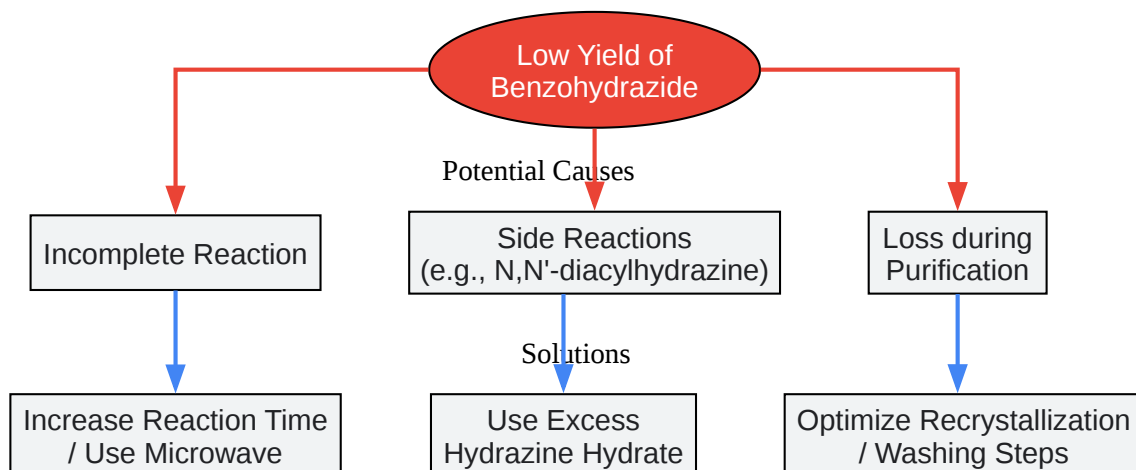 Low Yield of
Benzohydrazide
Potential Causes
Incomplete Reaction
Side Reactions
(e.g., N,N'-diacylhydrazine)
Loss during
Purification
Solutions
Increase Reaction Time
/ Use Microwave
Use Excess
Hydrazine Hydrate
Optimize Recrystallization
/ Washing Steps